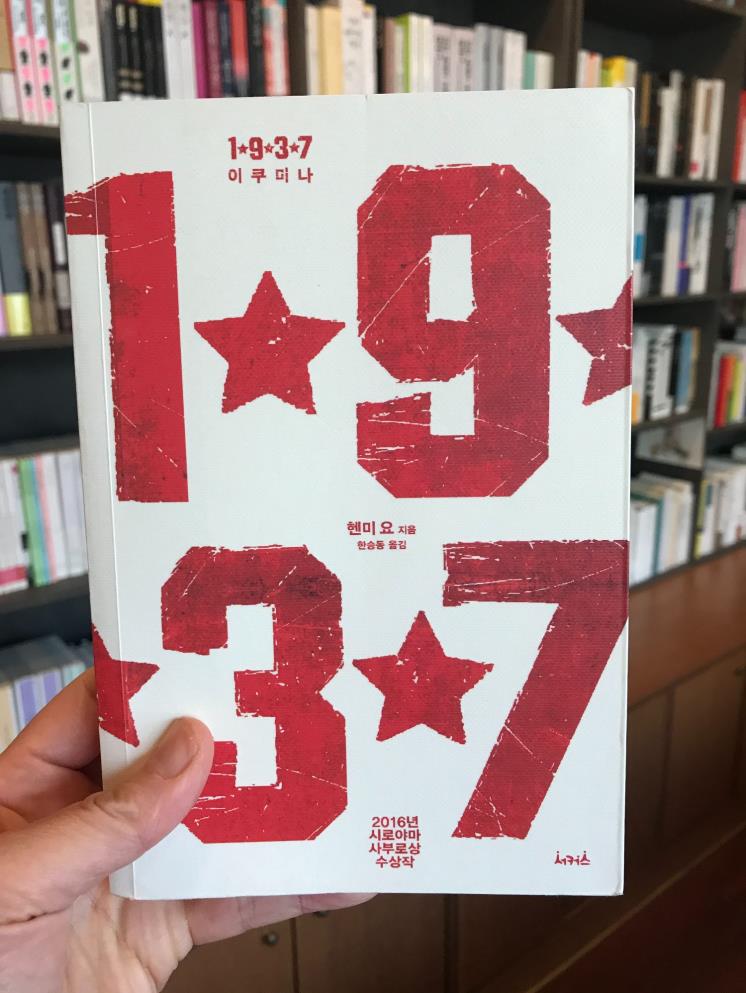 1★9★3★7
이쿠미나
1★9★
헨미 요 지음
한승동 옮김
★3★7
2016년
시로야마
사부로상
수상작
서커스